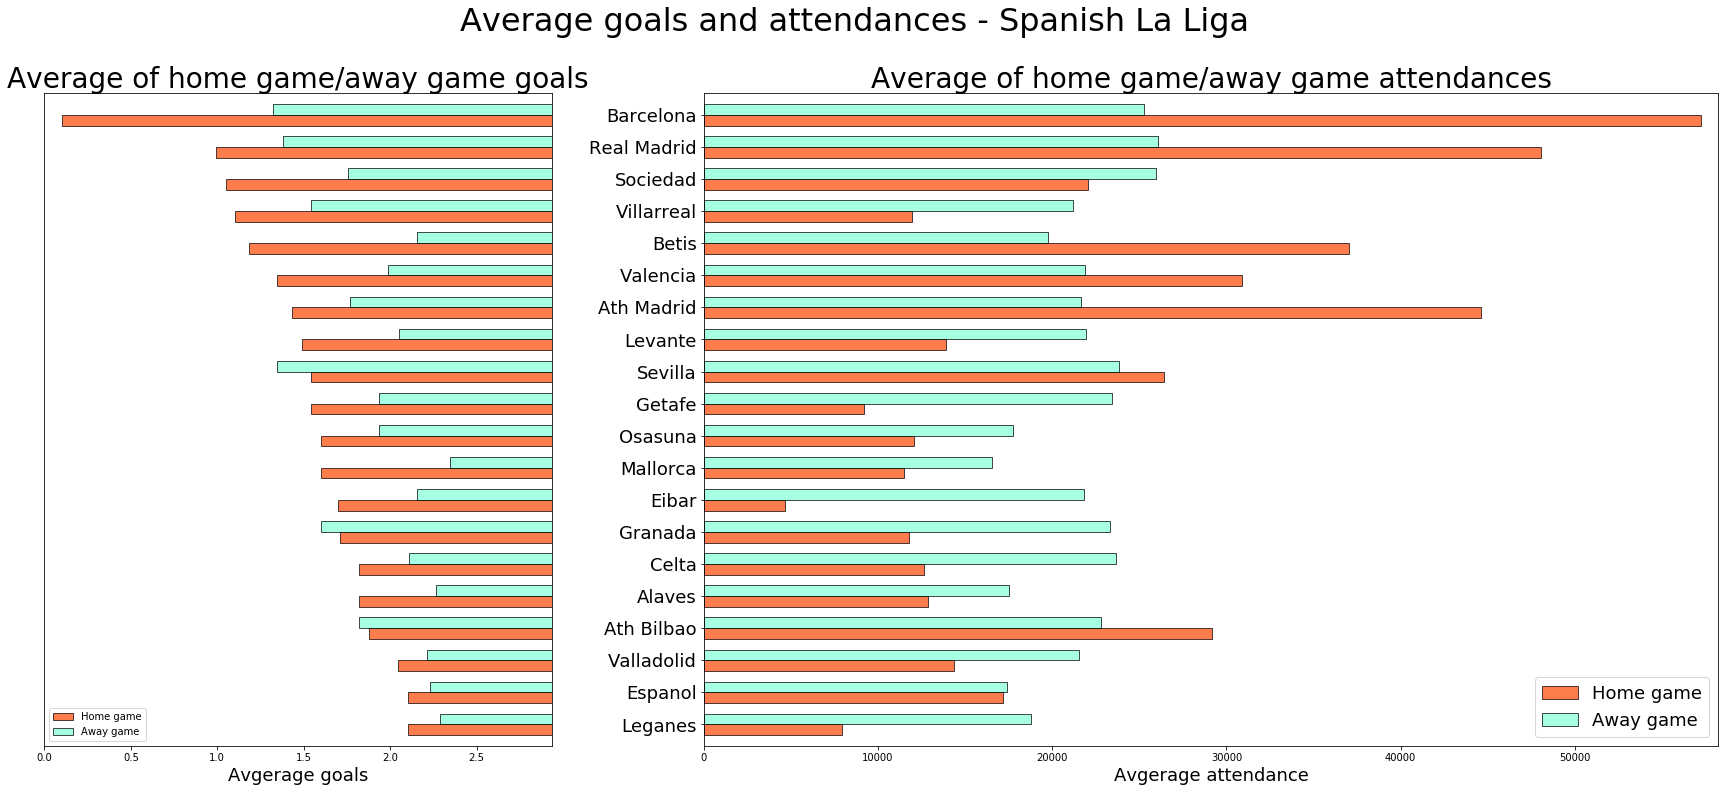 Average goals and attendances - Spanish La Liga
Average of home game/away game goals
Home game
Away game
0.0 0.5 1.0 1.5 2.0 2.5
Avgerage goals
Average of home game/away game attendances
Barcelona
Real Madrid
Sociedad
Villarreal
Betis
Valencia
Ath Madrid
Levante
Sevilla
Getafe
Osasuna
Mallorca
Eibar
Granada
Celta
Alaves
Ath Bilbao
Valladolid
Espanol
Leganes
Home game
Away game
0 10000 20000 30000 40000 50000
Avgerage attendance